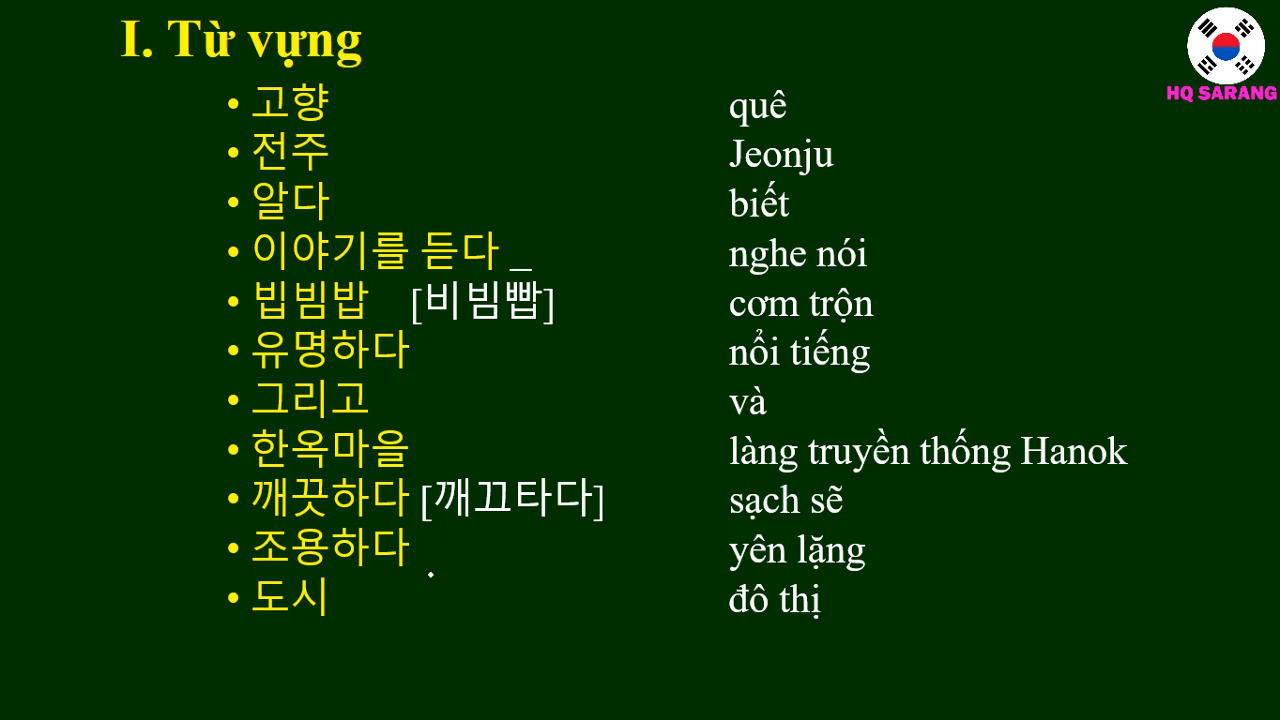 I. Từ vựng
HQ SARANG
• 고향 quê
• 전주 Jeonju
• 알다 biết
• 이야기를 듣다 _ nghe nói
• 빕빔밥 [비빔빱] cơm trộn
• 유명하다 nổi tiếng
• 그리고 và
• 한옥마을 làng truyền thống Hanok
• 깨끗하다 [깨끄타다] sạch sẽ
• 조용하다 yên lặng
• 도시 đô thị